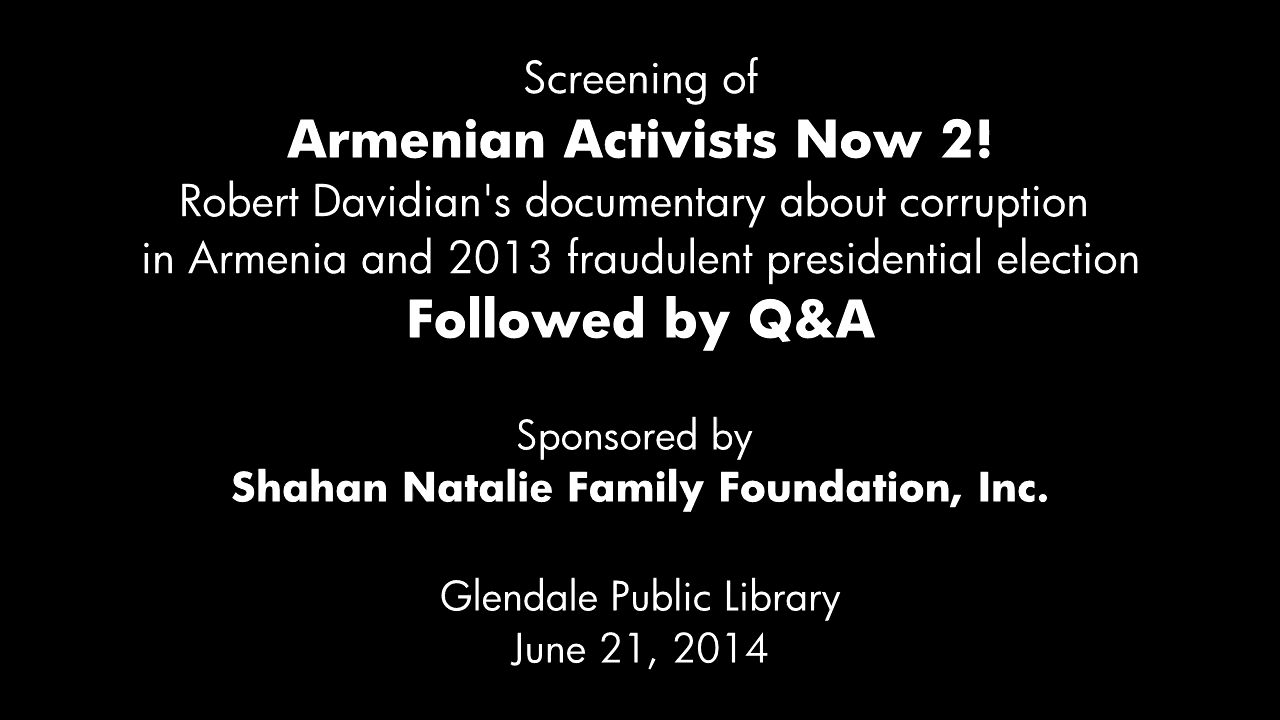 Screening of
Armenian Activists Now 2!
Robert Davidian's documentary about corruption
in Armenia and 2013 fraudulent presidential election
Followed by Q&A
Sponsored by
Shahan Natalie Family Foundation, Inc.
Glendale Public Library
June 21, 2014